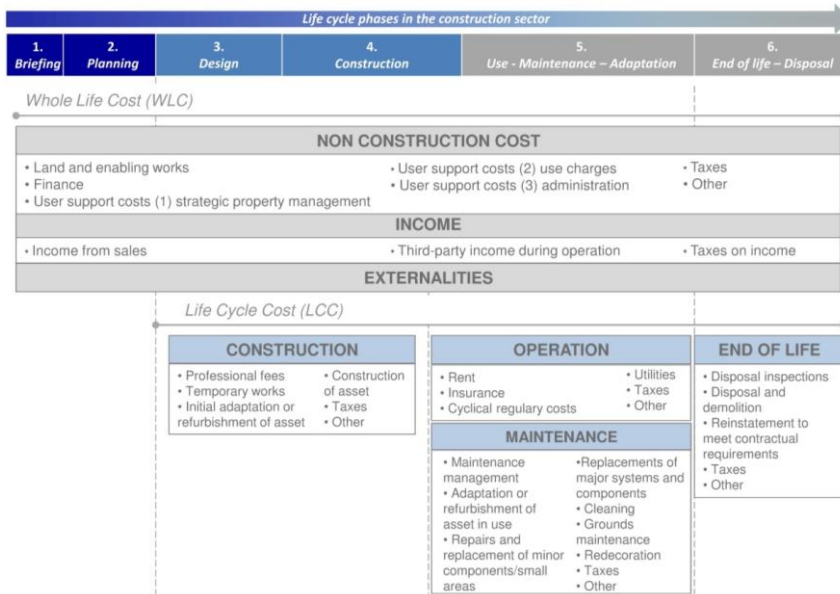 Life cycle phases in the construction sector
1.
Briefing
2.
Planning
3.
Design
4.
Construction
5.
Use - Maintenance – Adaptation
6.
End of life – Disposal
Whole Life Cost (WLC)
NON CONSTRUCTION COST
• Land and enabling works
• Finance
• User support costs (1) strategic property management
• User support costs (2) use charges
• User support costs (3) administration
• Taxes
• Other
INCOME
• Income from sales
• Third-party income during operation
• Taxes on income
EXTERNALITIES
Life Cycle Cost (LCC)
CONSTRUCTION
• Professional fees
• Temporary works
• Initial adaptation or
refurbishment of asset
• Construction
of asset
• Taxes
• Other
OPERATION
• Rent
• Insurance
• Cyclical regulary costs
• Utilities
• Taxes
• Other
MAINTENANCE
• Maintenance
management
• Adaptation or
refurbishment of
asset in use
• Repairs and
replacement of minor
components/small
areas
•Replacements of
major systems and
components
• Cleaning
• Grounds
maintenance
• Redecoration
• Taxes
• Other
END OF LIFE
• Disposal inspections
• Disposal and
demolition
• Reinstatement to
meet contractual
requirements
• Taxes
• Other